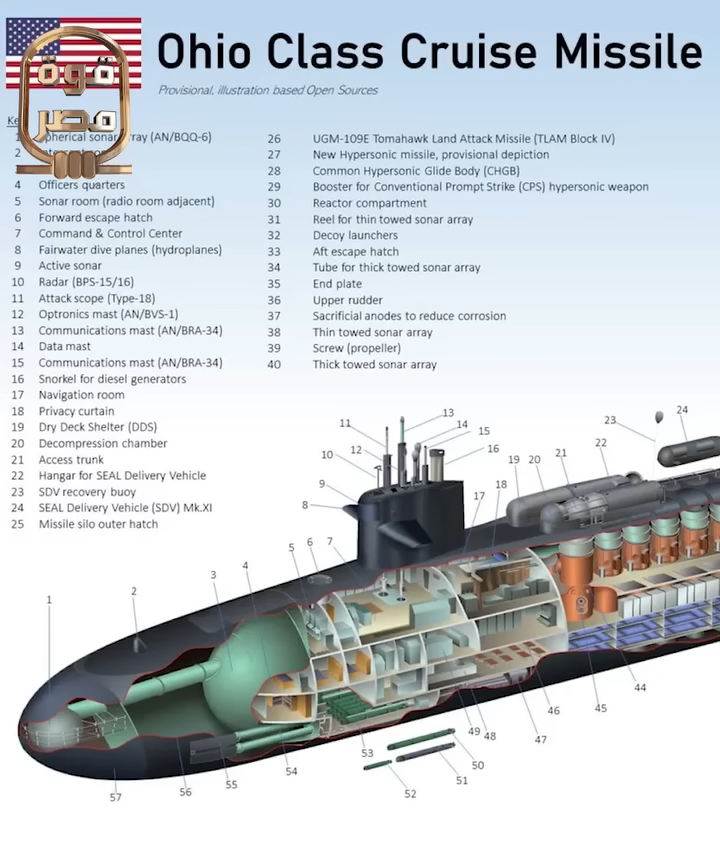 قوة
مصر
Ohio Class Cruise Missile
Provisional, illustration based Open Sources
1 spherical sonar array (AN/BQQ-6)
2
4 Officers quarters
5 Sonar room (radio room adjacent)
6 Forward escape hatch
7 Command & Control Center
8 Fairwater dive planes (hydroplanes)
9 Active sonar
10 Radar (BPS-15/16)
11 Attack scope (Type-18)
12 Optronics mast (AN/BVS-1)
13 Communications mast (AN/BRA-34)
14 Data mast
15 Communications mast (AN/BRA-34)
16 Snorkel for diesel generators
17 Navigation room
18 Privacy curtain
19 Dry Deck Shelter (DDS)
20 Decompression chamber
21 Access trunk
22 Hangar for SEAL Delivery Vehicle
23 SDV recovery buoy
24 SEAL Delivery Vehicle (SDV) Mk.XI
25 Missile silo outer hatch
26 UGM-109E Tomahawk Land Attack Missile (TLAM Block IV)
27 New Hypersonic missile, provisional depiction
28 Common Hypersonic Glide Body (CHGB)
29 Booster for Conventional Prompt Strike (CPS) hypersonic weapon
30 Reactor compartment
31 Reel for thin towed sonar array
32 Decoy launchers
33 Aft escape hatch
34 Tube for thick towed sonar array
35 End plate
36 Upper rudder
37 Sacrificial anodes to reduce corrosion
38 Thin towed sonar array
39 Screw (propeller)
40 Thick towed sonar array
1
2
3
4
5
6
7
8
9
10
11
12
13
14
15
16
17
18
19
20
21
22
23
24
44
45
46
47
48
49
50
51
52
53
54
55
56
57